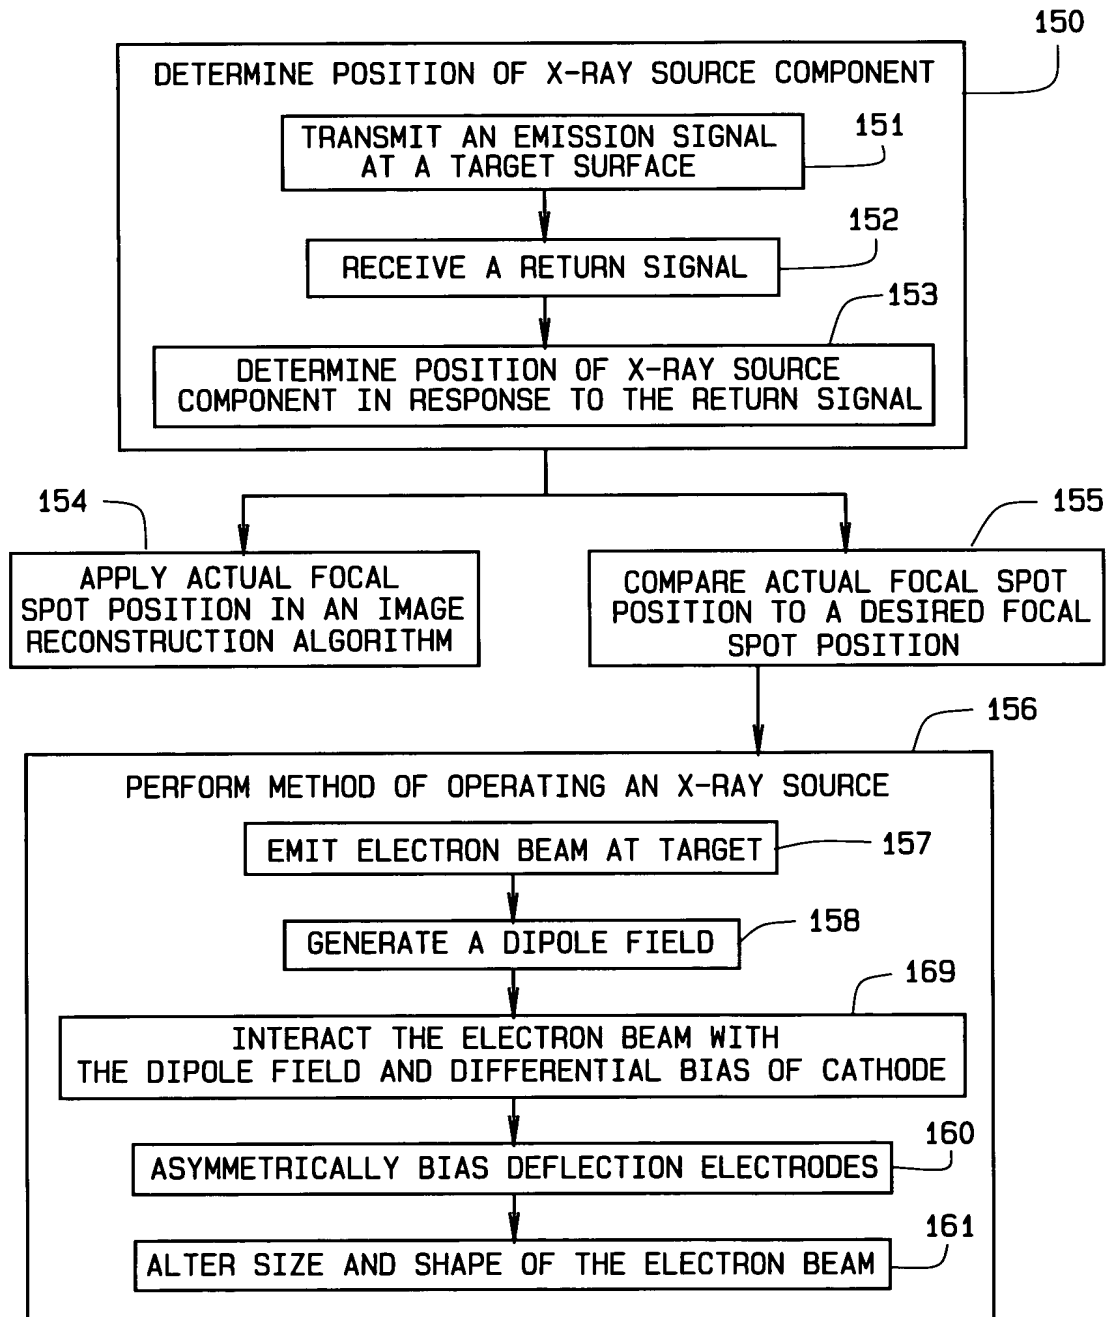 150
DETERMINE POSITION OF X-RAY SOURCE COMPONENT
TRANSMIT AN EMISSION SIGNAL
AT A TARGET SURFACE
151
RECEIVE A RETURN SIGNAL
152
153
DETERMINE POSITION OF X-RAY SOURCE
COMPONENT IN RESPONSE TO THE RETURN SIGNAL
154
APPLY ACTUAL FOCAL
SPOT POSITION IN AN IMAGE
RECONSTRUCTION ALGORITHM
155
COMPARE ACTUAL FOCAL SPOT
POSITION TO A DESIRED FOCAL
SPOT POSITION
156
PERFORM METHOD OF OPERATING AN X-RAY SOURCE
EMIT ELECTRON BEAM AT TARGET
157
GENERATE A DIPOLE FIELD
158
169
INTERACT THE ELECTRON BEAM WITH
THE DIPOLE FIELD AND DIFFERENTIAL BIAS OF CATHODE
ASYMMETRICALLY BIAS DEFLECTION ELECTRODES
160
ALTER SIZE AND SHAPE OF THE ELECTRON BEAM
161